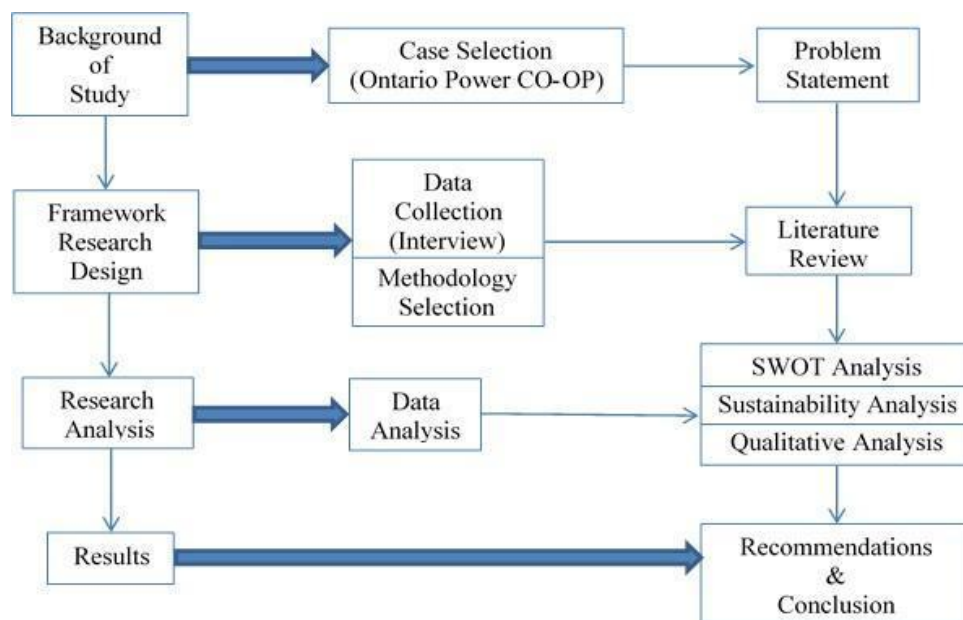 Background
of
Study
Case Selection
(Ontario Power CO-OP)
Problem
Statement
Framework
Research
Design
Data
Collection
(Interview)
Methodology
Selection
Literature
Review
Research
Analysis
Data
Analysis
SWOT Analysis
Sustainability Analysis
Qualitative Analysis
Results
Recommendations
&
Conclusion